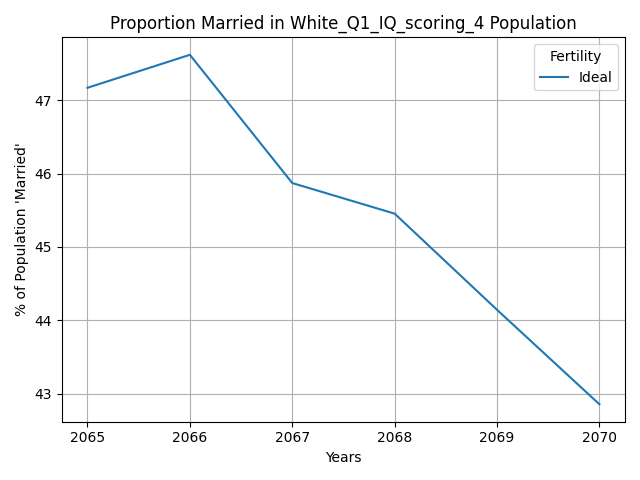 Proportion Married in White_Q1_IQ_scoring_4 Population
Fertility
Ideal
% of Population 'Married'
47
46
45
44
43
2065 2066 2067 2068 2069 2070
Years